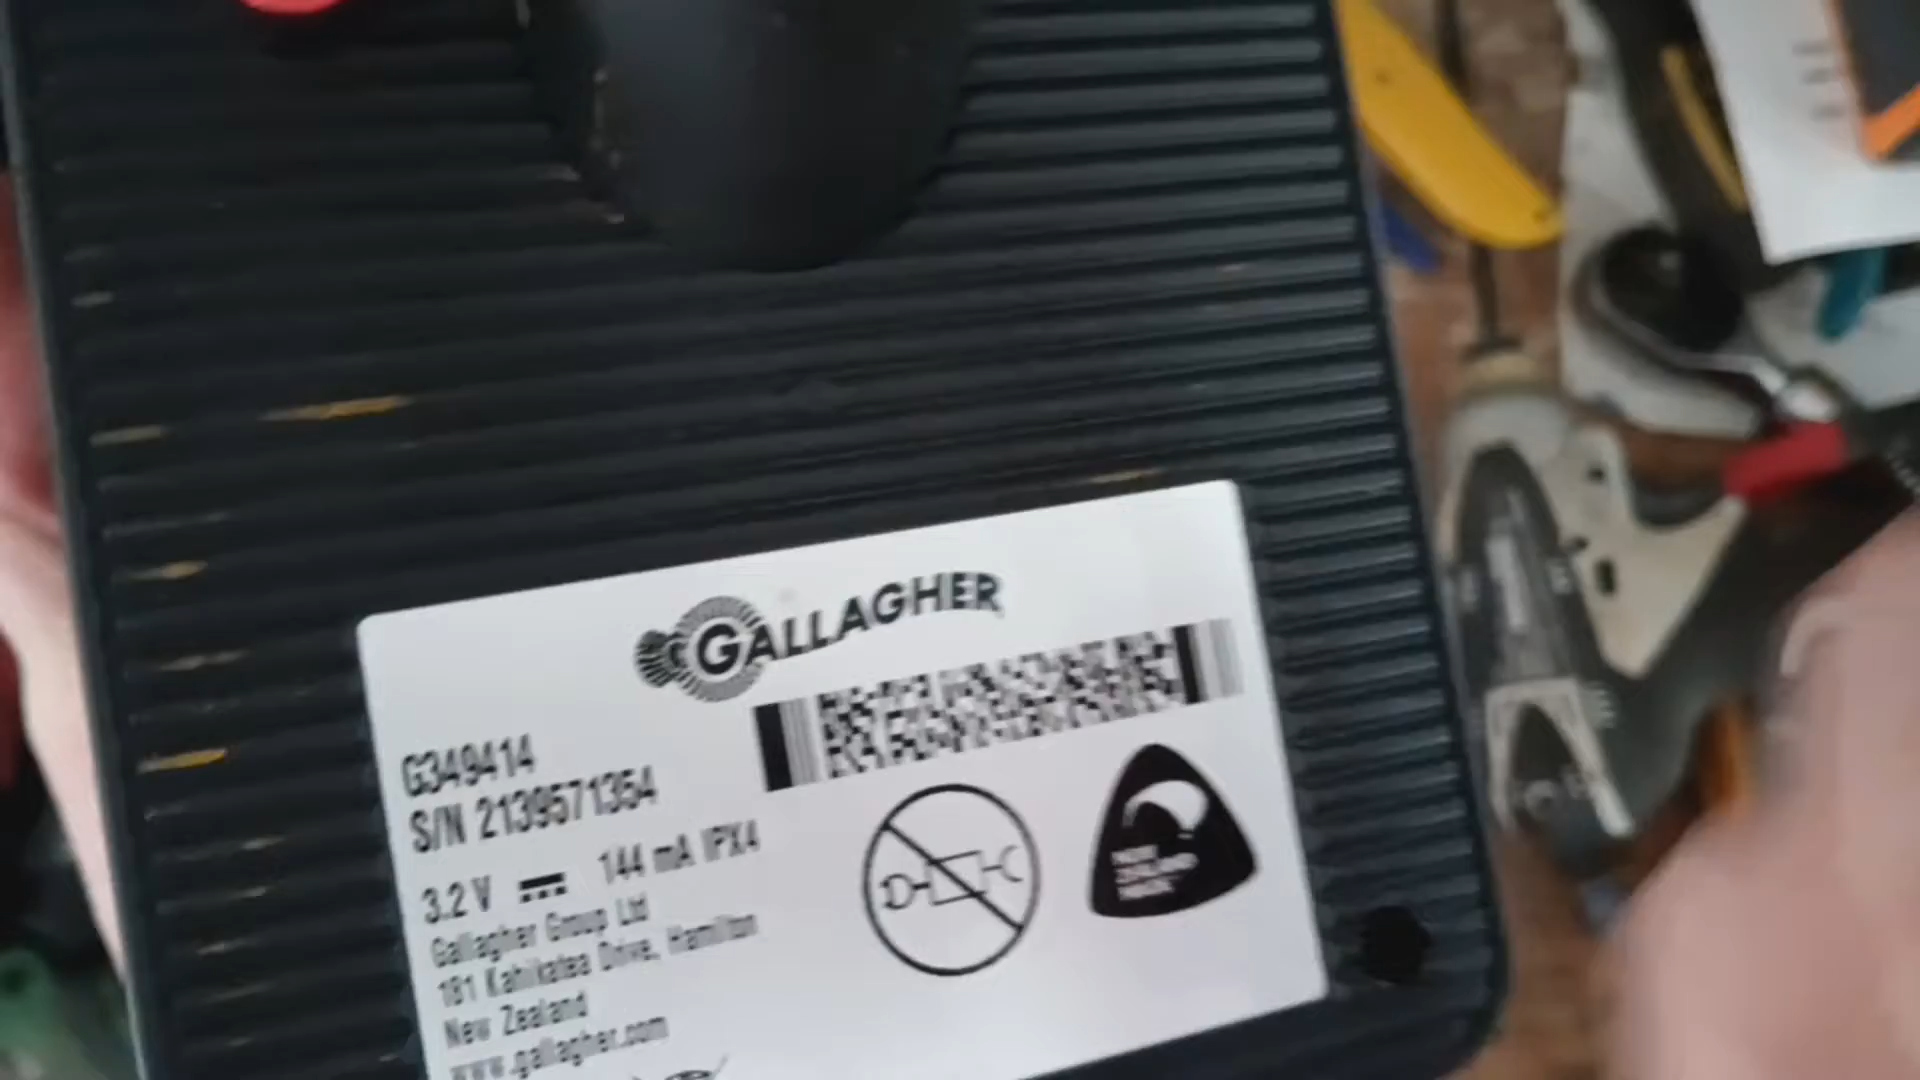 GALLAGHER
G349414
S/N 2139571354
3.2 V 144 mA IPX4
Gallagher Group Ltd
181 Kahikatea Drive, Hamilton
New Zealand
www.gallagher.com